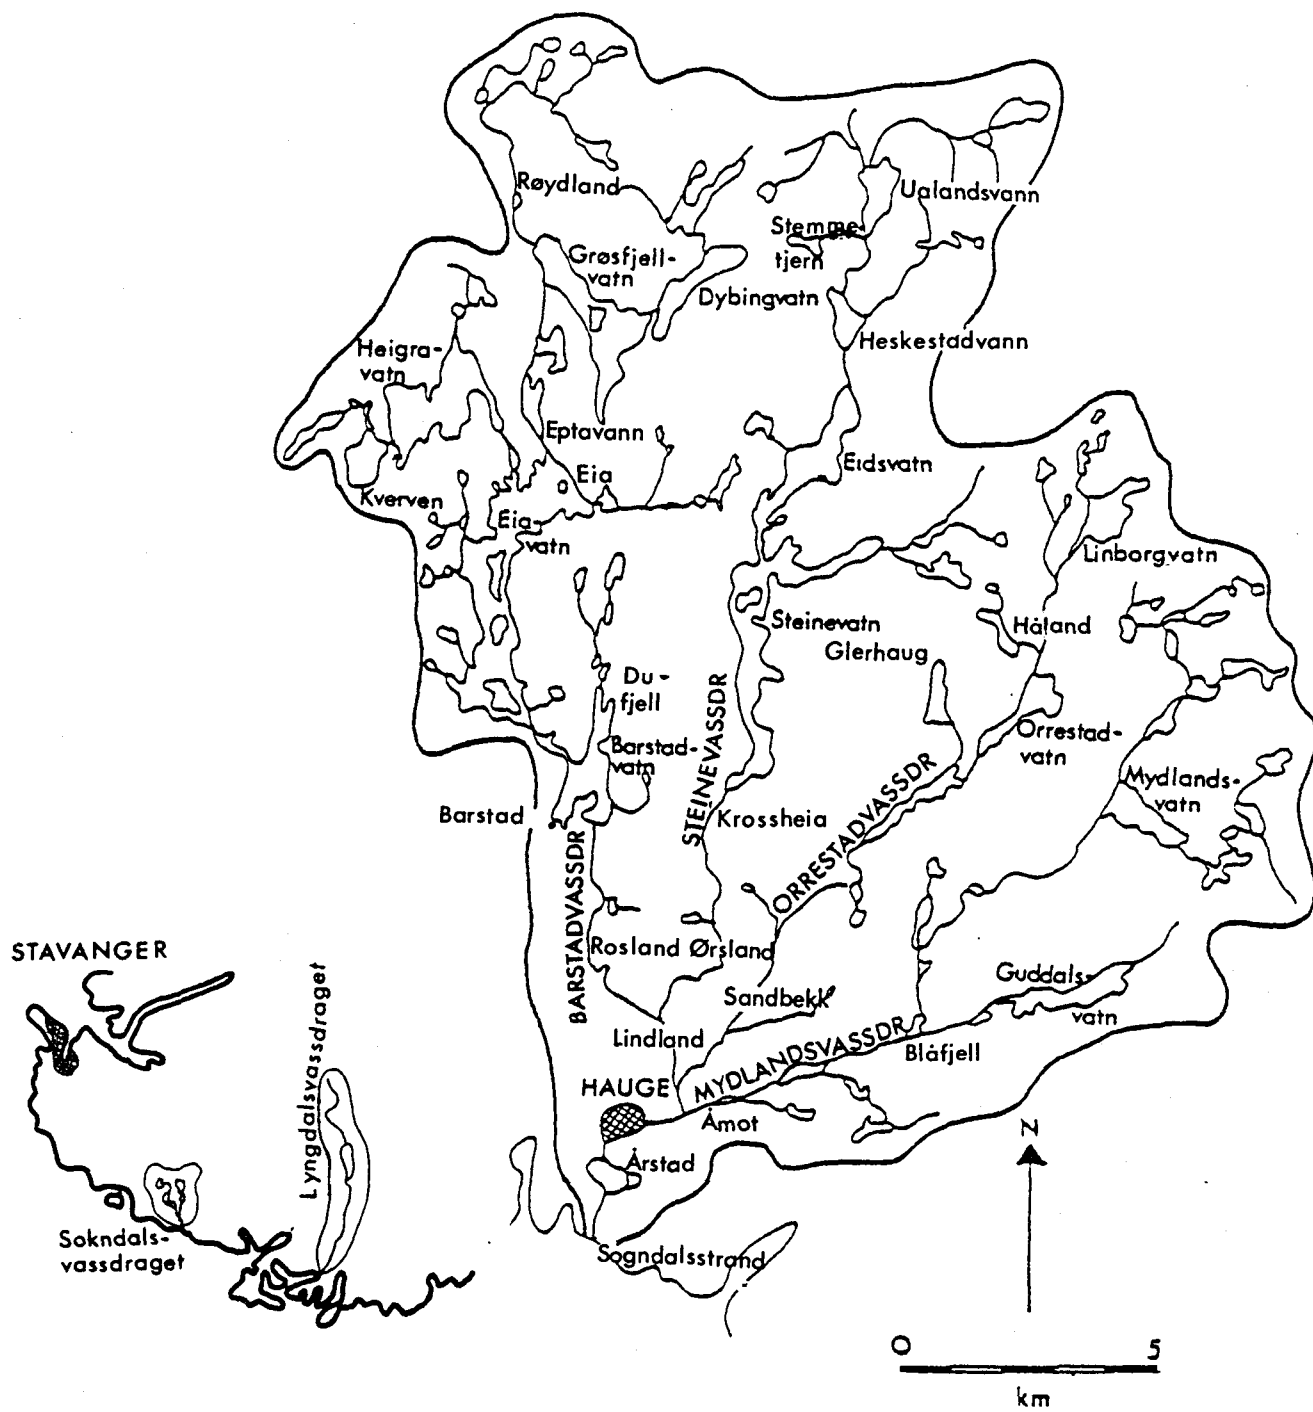 Røydland
Ualandsvann
Stemme-
tjern
Grøsfjell-
vatn
Dybingvatn
Heskestadvann
Heigra-
vatn
Eptavann
Eidsvatn
Eia
Kverven
Eia-
vatn
Linborgvatn
Steinevatn
Håland
Glerhaug
Du-
fjell
STEINEVASSDR
Barstad-
vatn
Orrestad-
vatn
Mydlands-
vatn
Barstad
Krossheia
ORRESTADVASSDR
BARSTADVASSDR
Rosland
Ørsland
STAVANGER
Lyngdalsvassdraget
Guddals-
vatn
Sandbekk
Lindland
Blåfjell
MYDLANDSVASSDR
HAUGE
Åmot
N
Årstad
Sokndals-
vassdraget
Sogndalsstrand
0 5
km